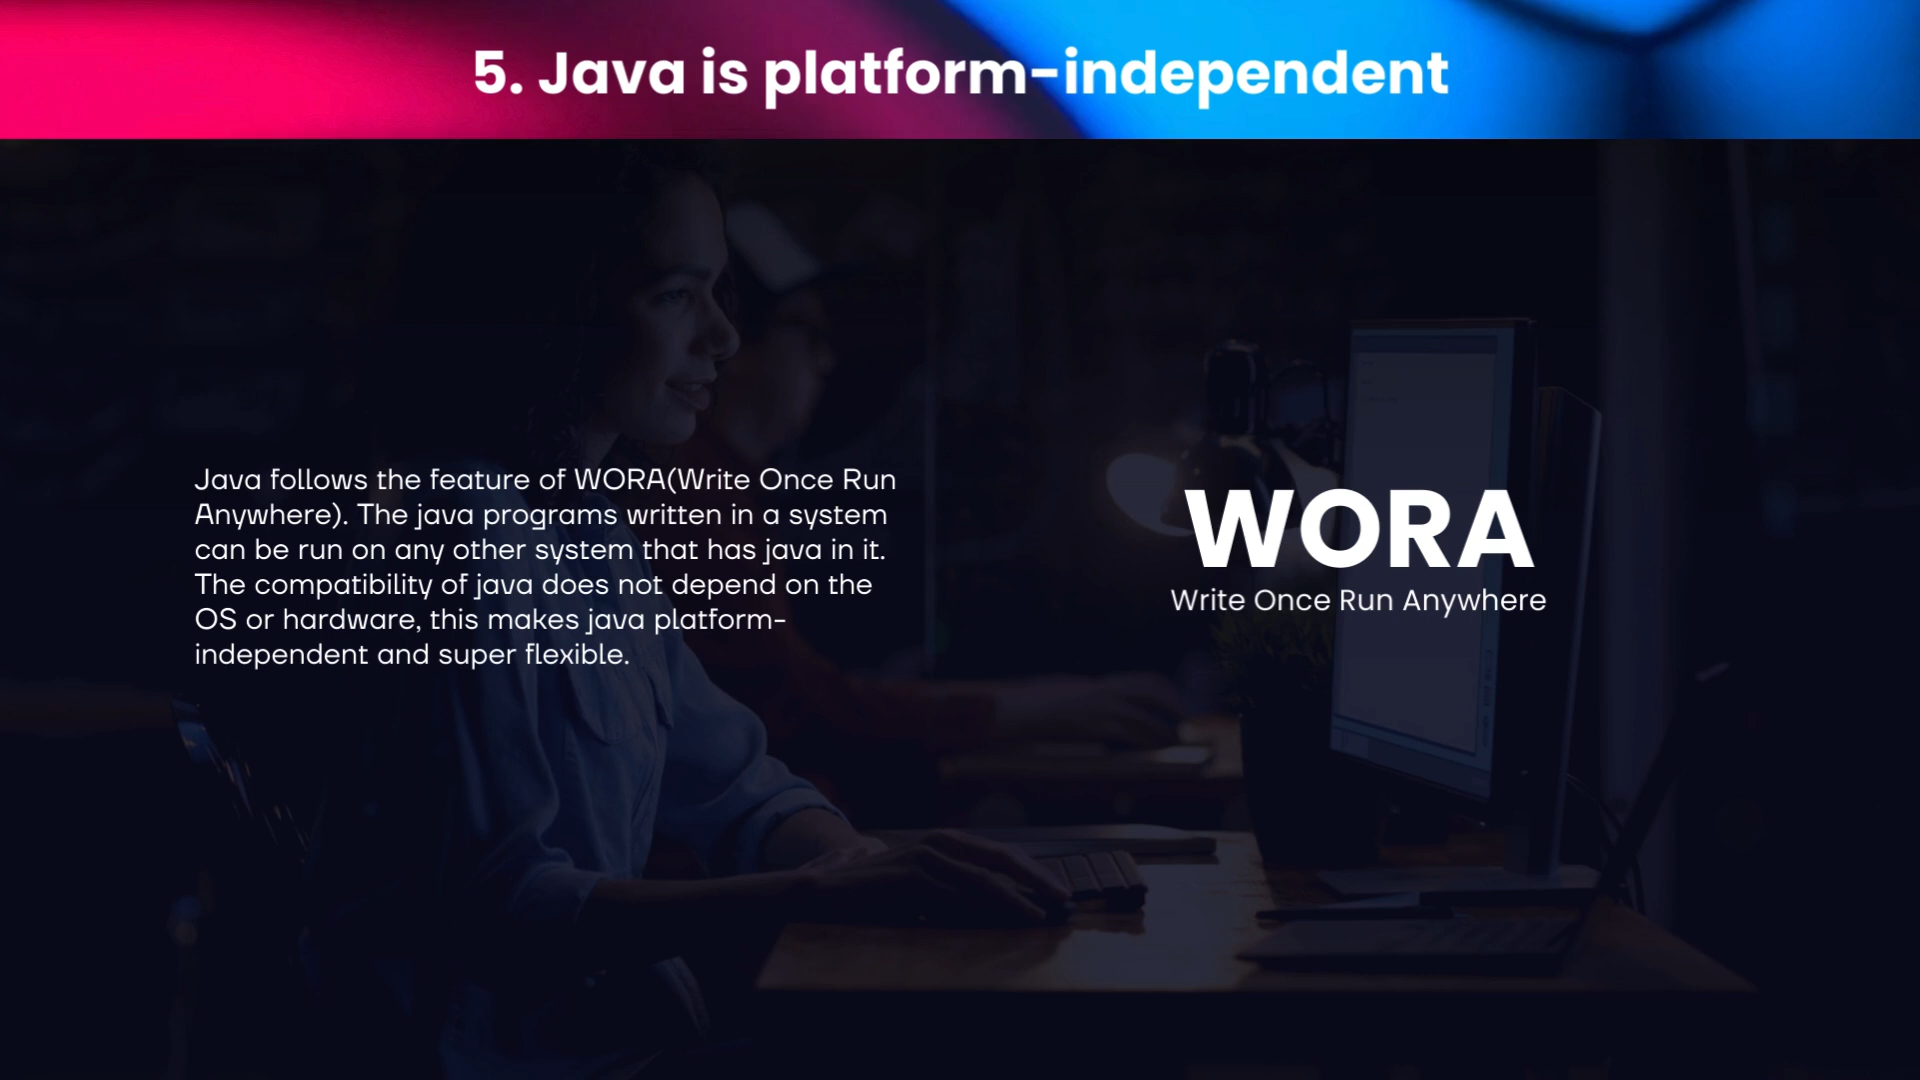 5. Java is platform-independent
Java follows the feature of WORA(Write Once Run
Anywhere). The java programs written in a system
can be run on any other system that has java in it.
The compatibility of java does not depend on the
OS or hardware, this makes java platform-
independent and super flexible.
WORA
Write Once Run Anywhere